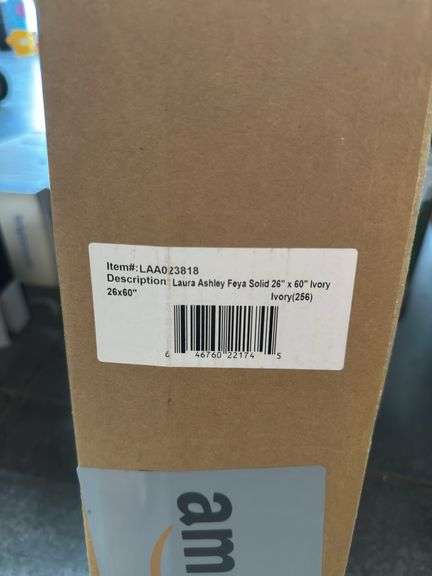 Item#:LAA023818
Description: Laura Ashley Feya Solid 26" x 60" Ivory
26x60" Ivory(256)
6 46760 22174 5
am